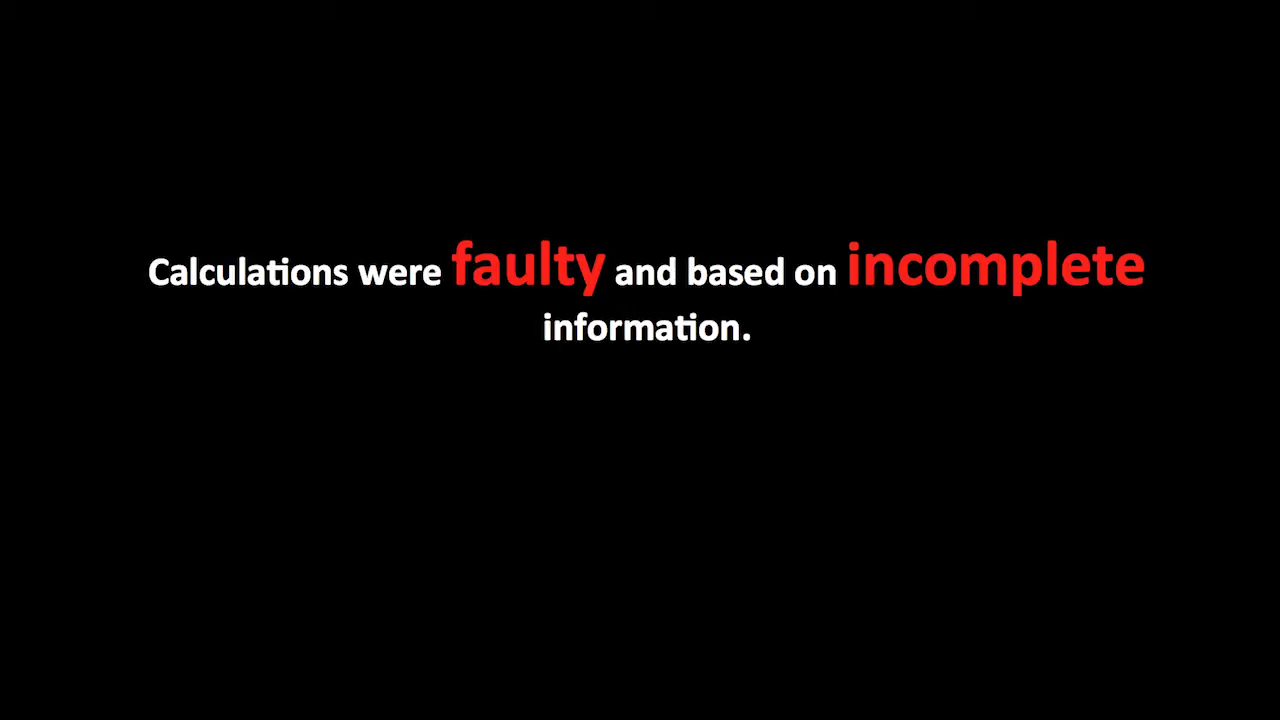 Calculations were faulty and based on incomplete
information.